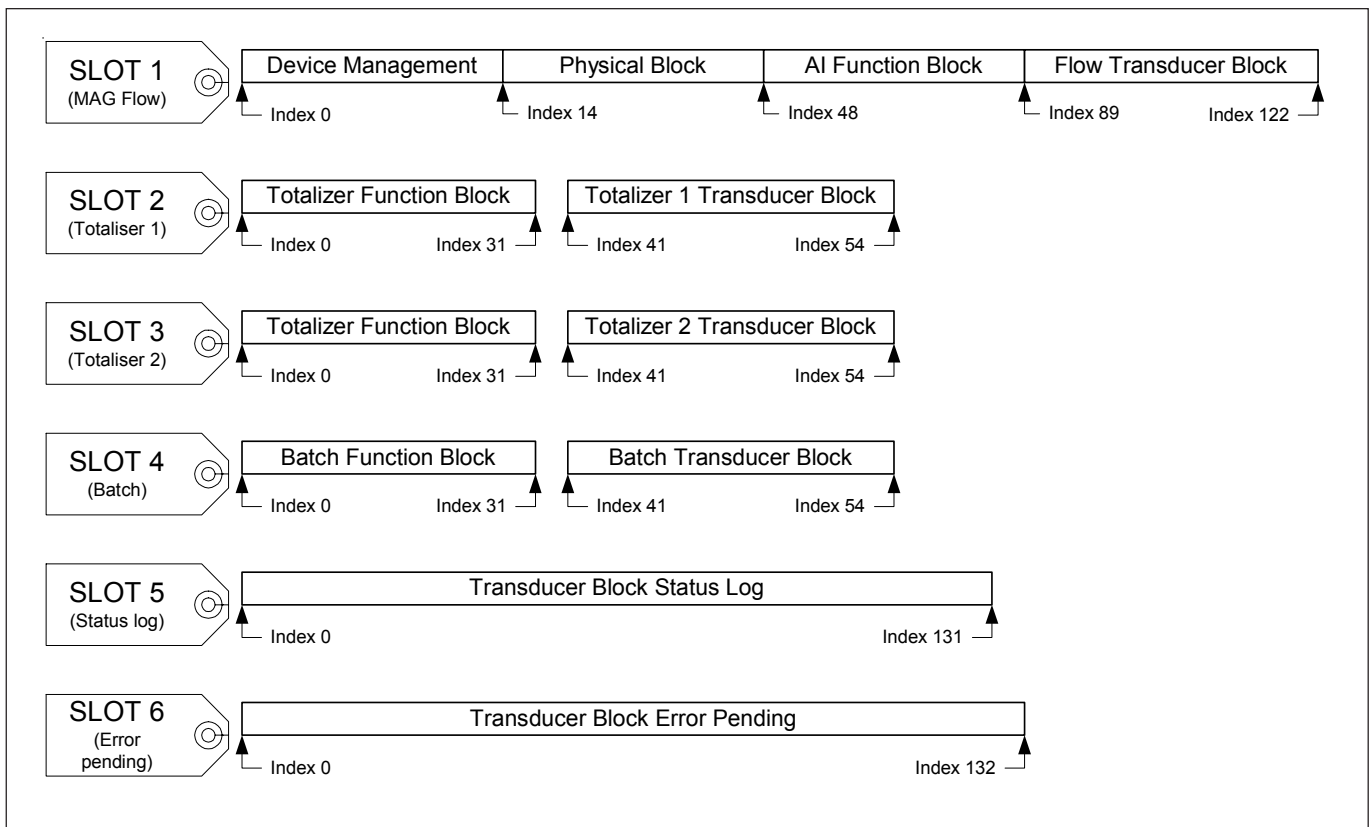 SLOT 1
(MAG Flow)
Device Management
Physical Block
AI Function Block
Flow Transducer Block
Index 0
Index 14
Index 48
Index 89
Index 122
SLOT 2
(Totaliser 1)
Totalizer Function Block
Totalizer 1 Transducer Block
Index 0
Index 31
Index 41
Index 54
SLOT 3
(Totaliser 2)
Totalizer Function Block
Totalizer 2 Transducer Block
Index 0
Index 31
Index 41
Index 54
SLOT 4
(Batch)
Batch Function Block
Batch Transducer Block
Index 0
Index 31
Index 41
Index 54
SLOT 5
(Status log)
Transducer Block Status Log
Index 0
Index 131
SLOT 6
(Error
pending)
Transducer Block Error Pending
Index 0
Index 132